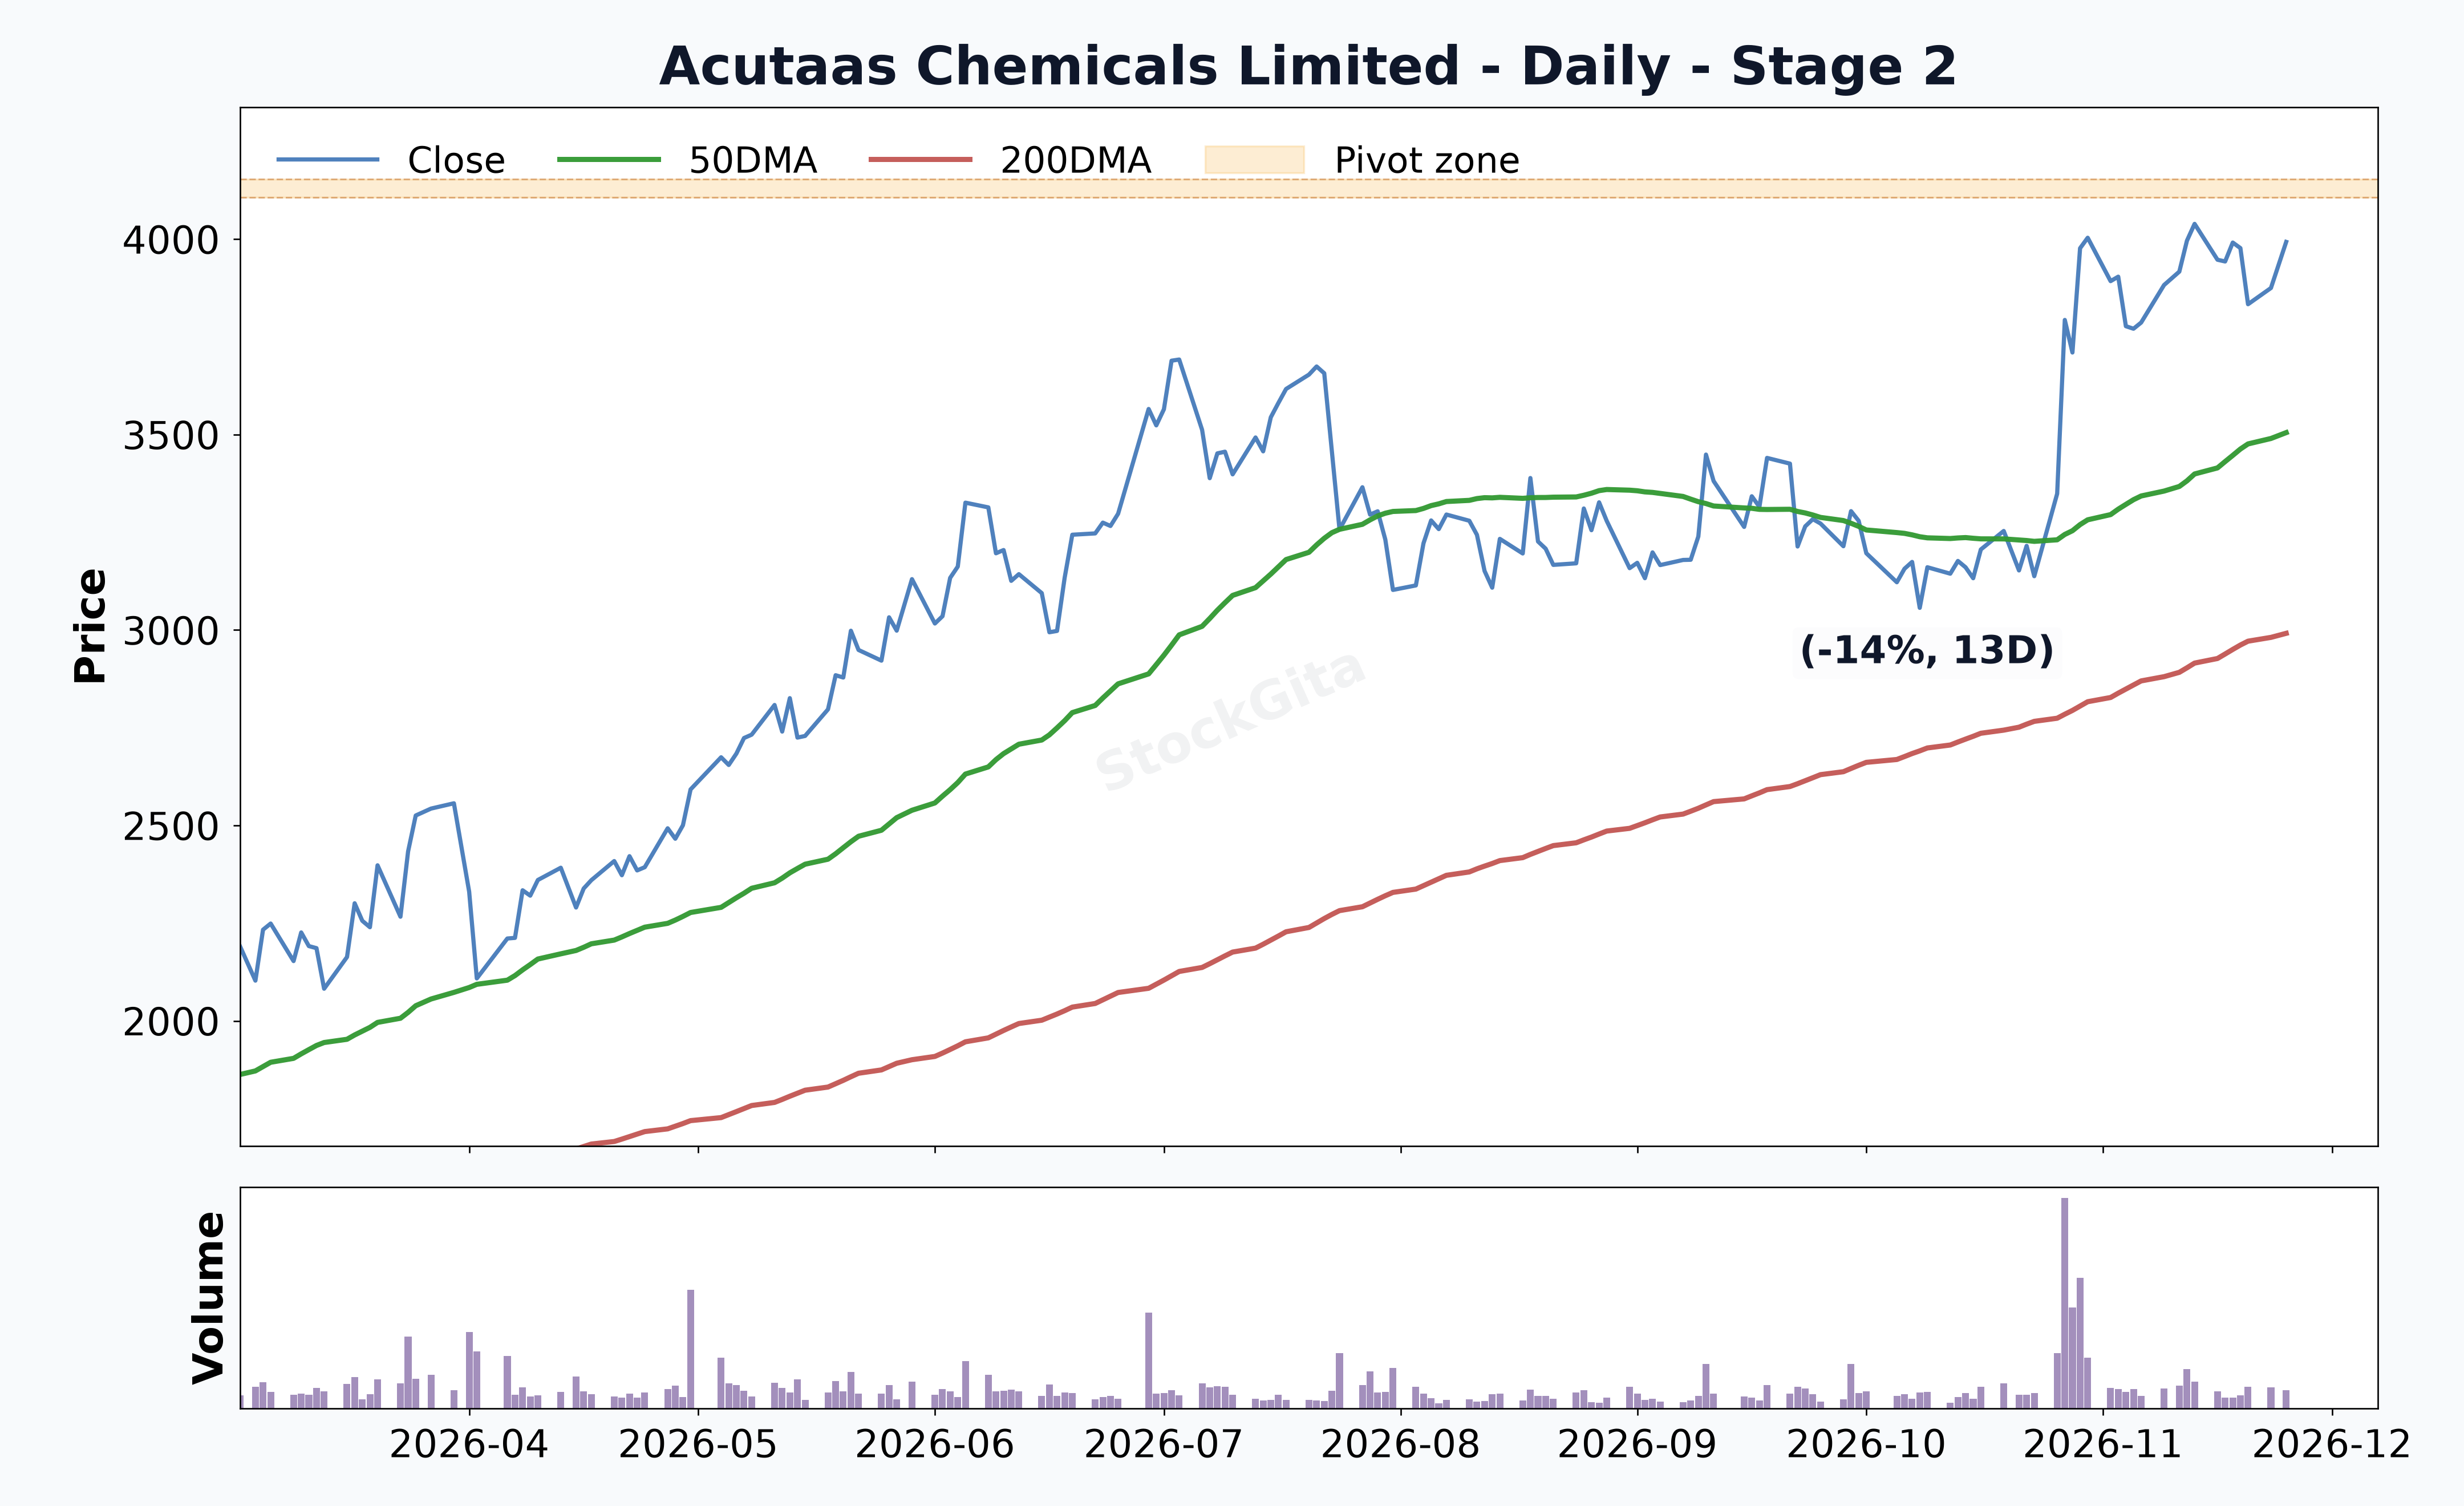 Acutaas Chemicals Limited - Daily - Stage 2
Close 50DMA 200DMA Pivot zone
4000
3500
3000
2500
2000
Price
(-14%, 13D)
StockGita
Volume
2026-04 2026-05 2026-06 2026-07 2026-08 2026-09 2026-10 2026-11 2026-12